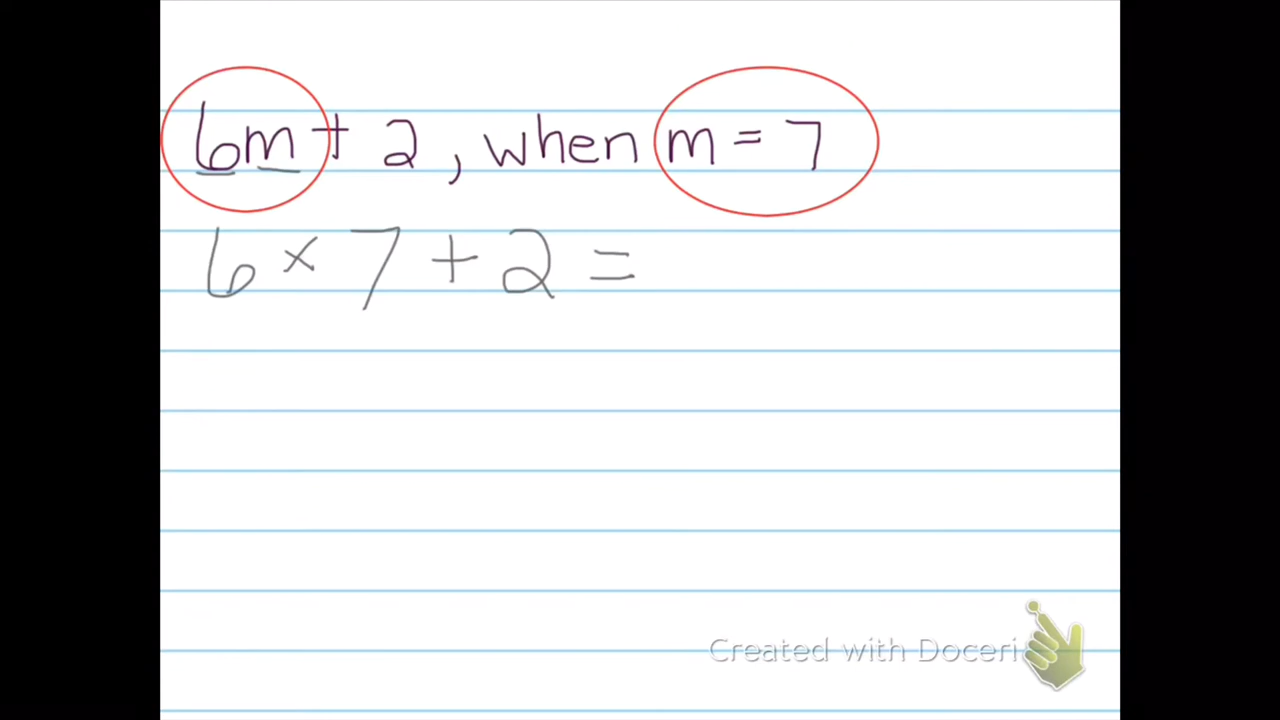 6m + 2, when m = 7
6 × 7 + 2 =
Created with Doceri